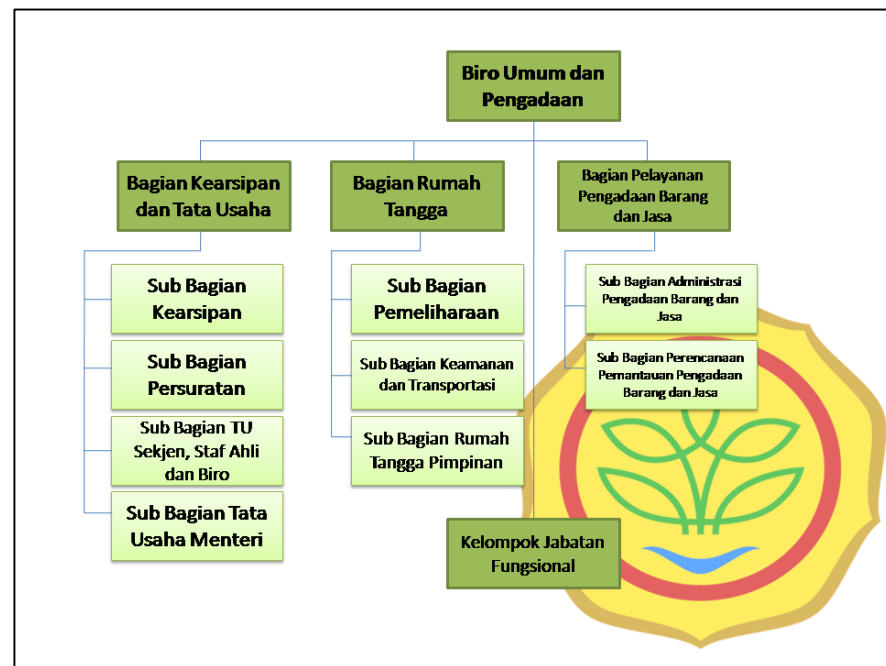 Biro Umum dan
Pengadaan
Bagian Kearsipan
dan Tata Usaha
Bagian Rumah
Tangga
Bagian Pelayanan
Pengadaan Barang
dan Jasa
Sub Bagian
Kearsipan
Sub Bagian
Persuratan
Sub Bagian TU
Sekjen, Staf Ahli
dan Biro
Sub Bagian Tata
Usaha Menteri
Sub Bagian
Pemeliharaan
Sub Bagian Keamanan
dan Transportasi
Sub Bagian Rumah
Tangga Pimpinan
Sub Bagian Administrasi
Pengadaan Barang dan
Jasa
Sub Bagian Perencanaan
Pemantauan Pengadaan
Barang dan Jasa
Kelompok Jabatan
Fungsional